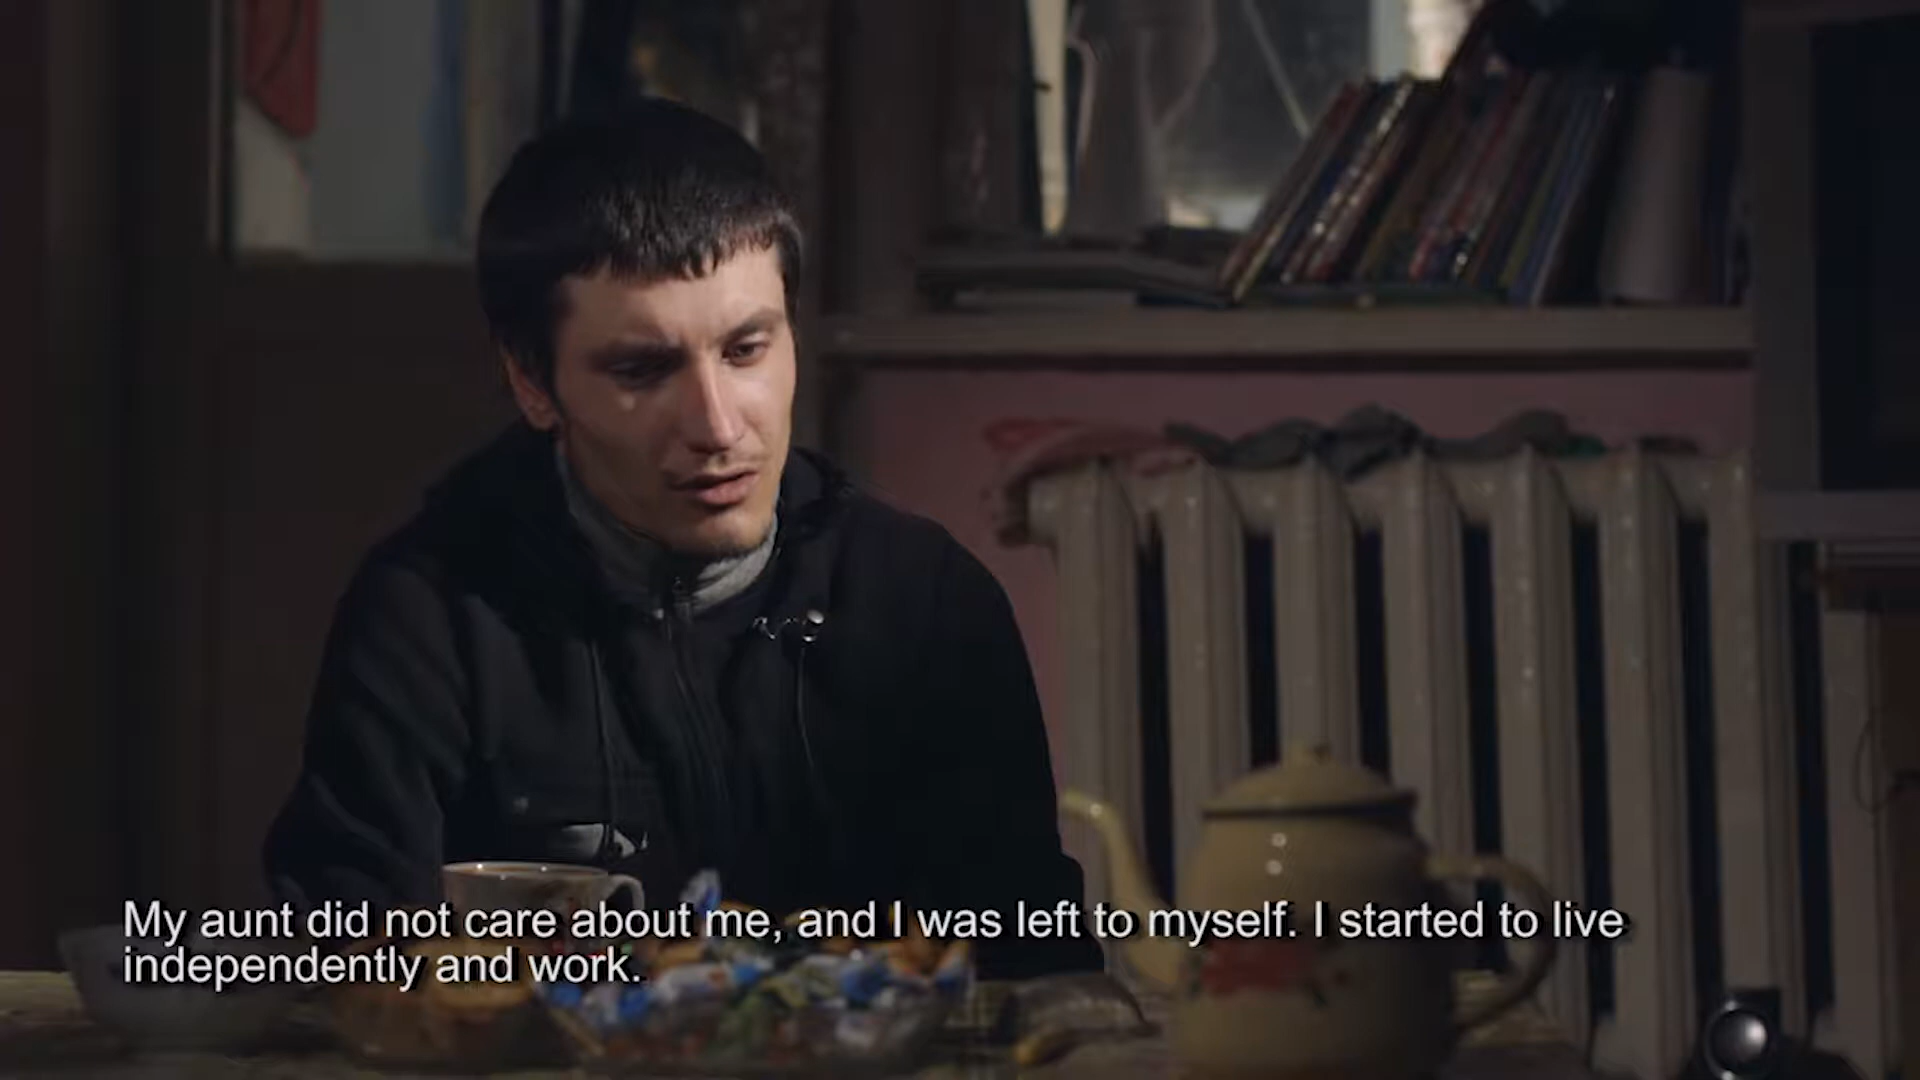 My aunt did not care about me, and I was left to myself. I started to live
independently and work.